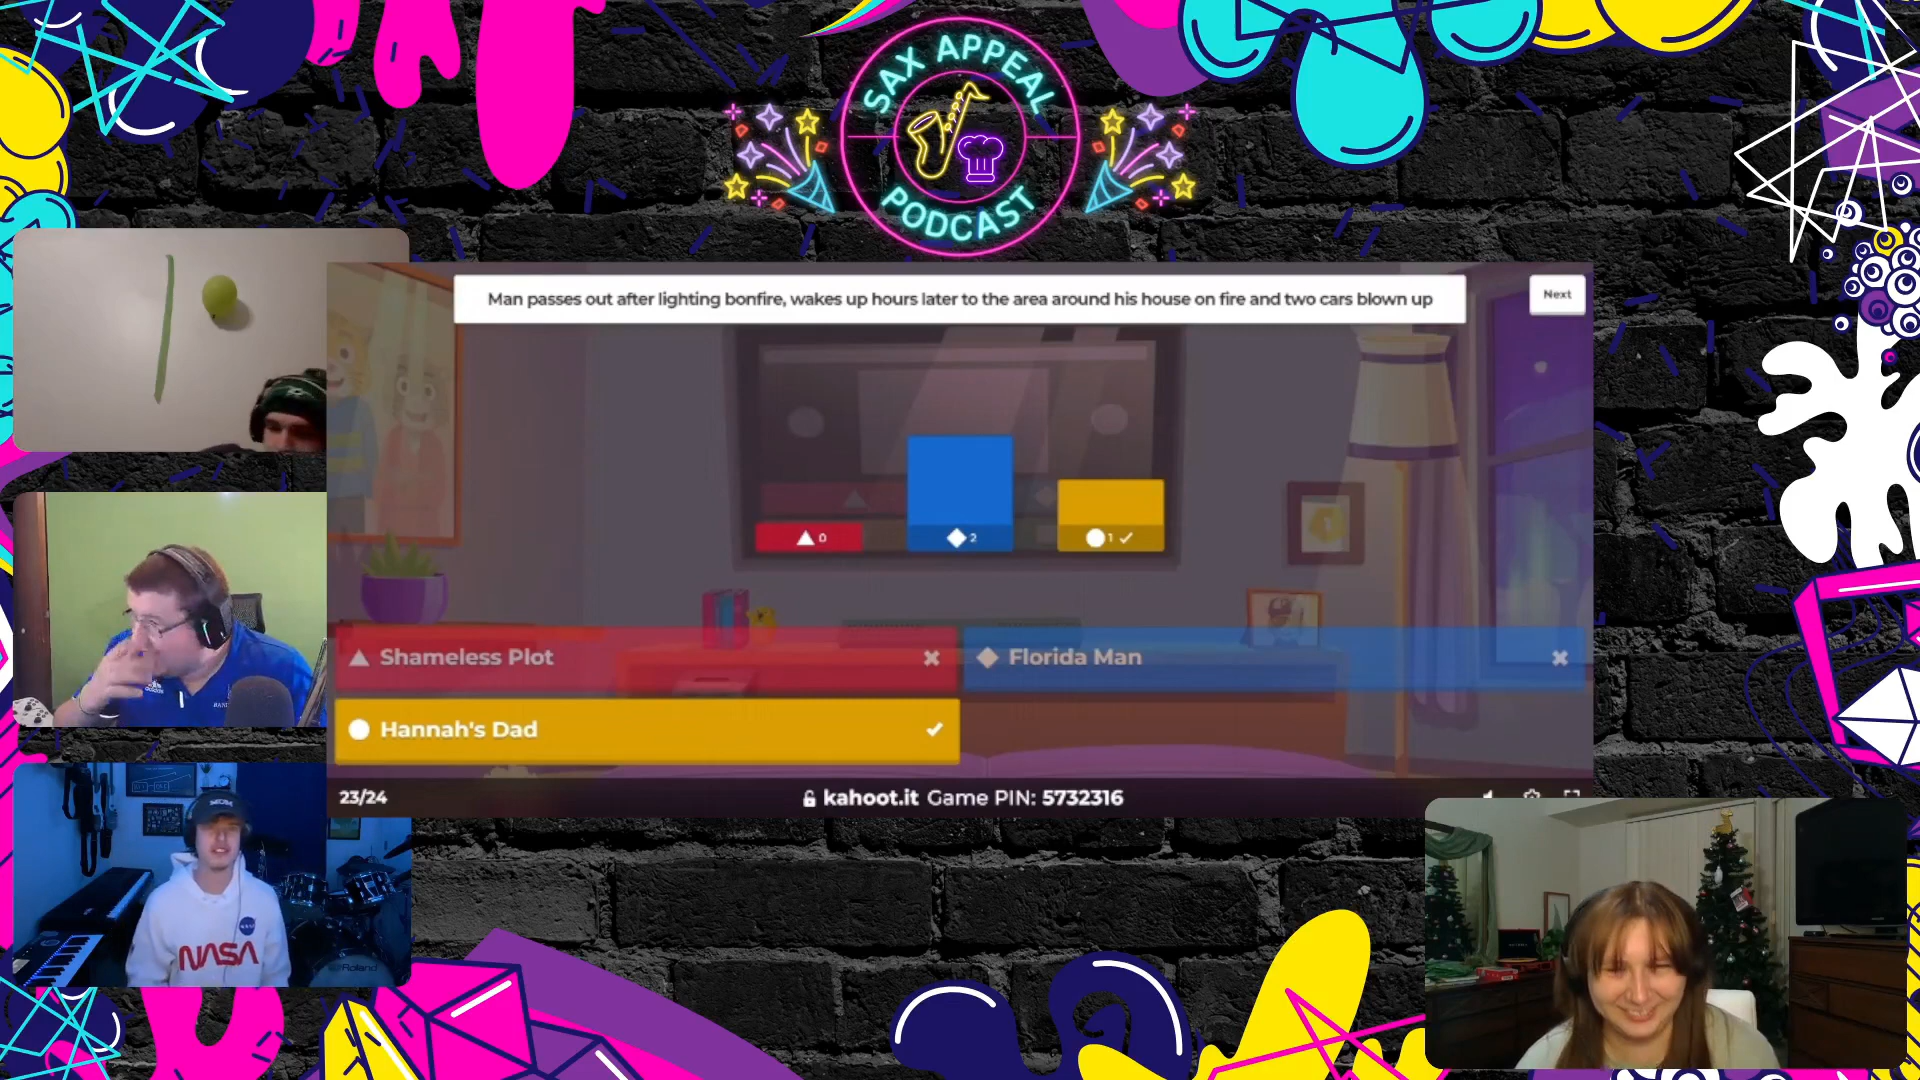 SAX APPEAL
PODCAST
Man passes out after lighting bonfire, wakes up hours later to the area around his house on fire and two cars blown up
Next
0
2
1
Shameless Plot
Florida Man
Hannah's Dad
23/24
kahoot.it Game PIN: 5732316
NASA
Roland